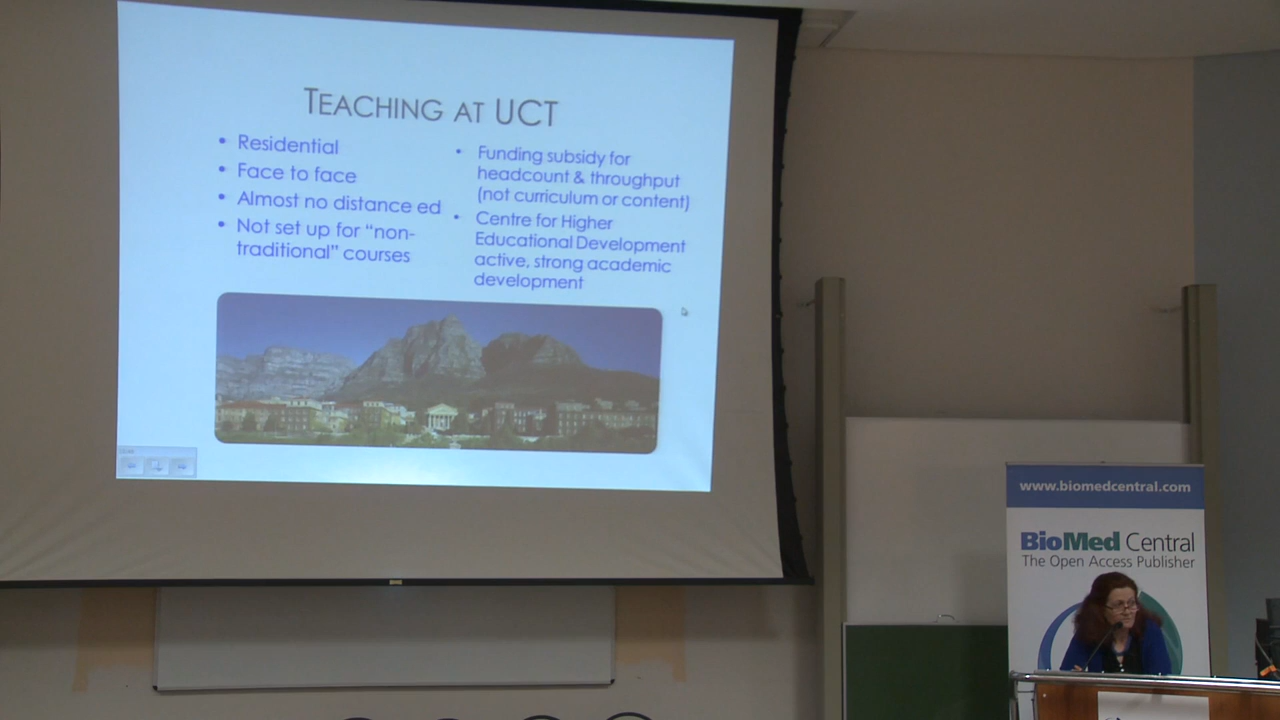 TEACHING AT UCT
• Residential
• Face to face
• Almost no distance ed
• Not set up for “non-
traditional” courses
• Funding subsidy for
headcount & throughput
(not curriculum or content)
• Centre for Higher
Educational Development
active, strong academic
development
www.biomedcentral.com
BioMed Central
The Open Access Publisher